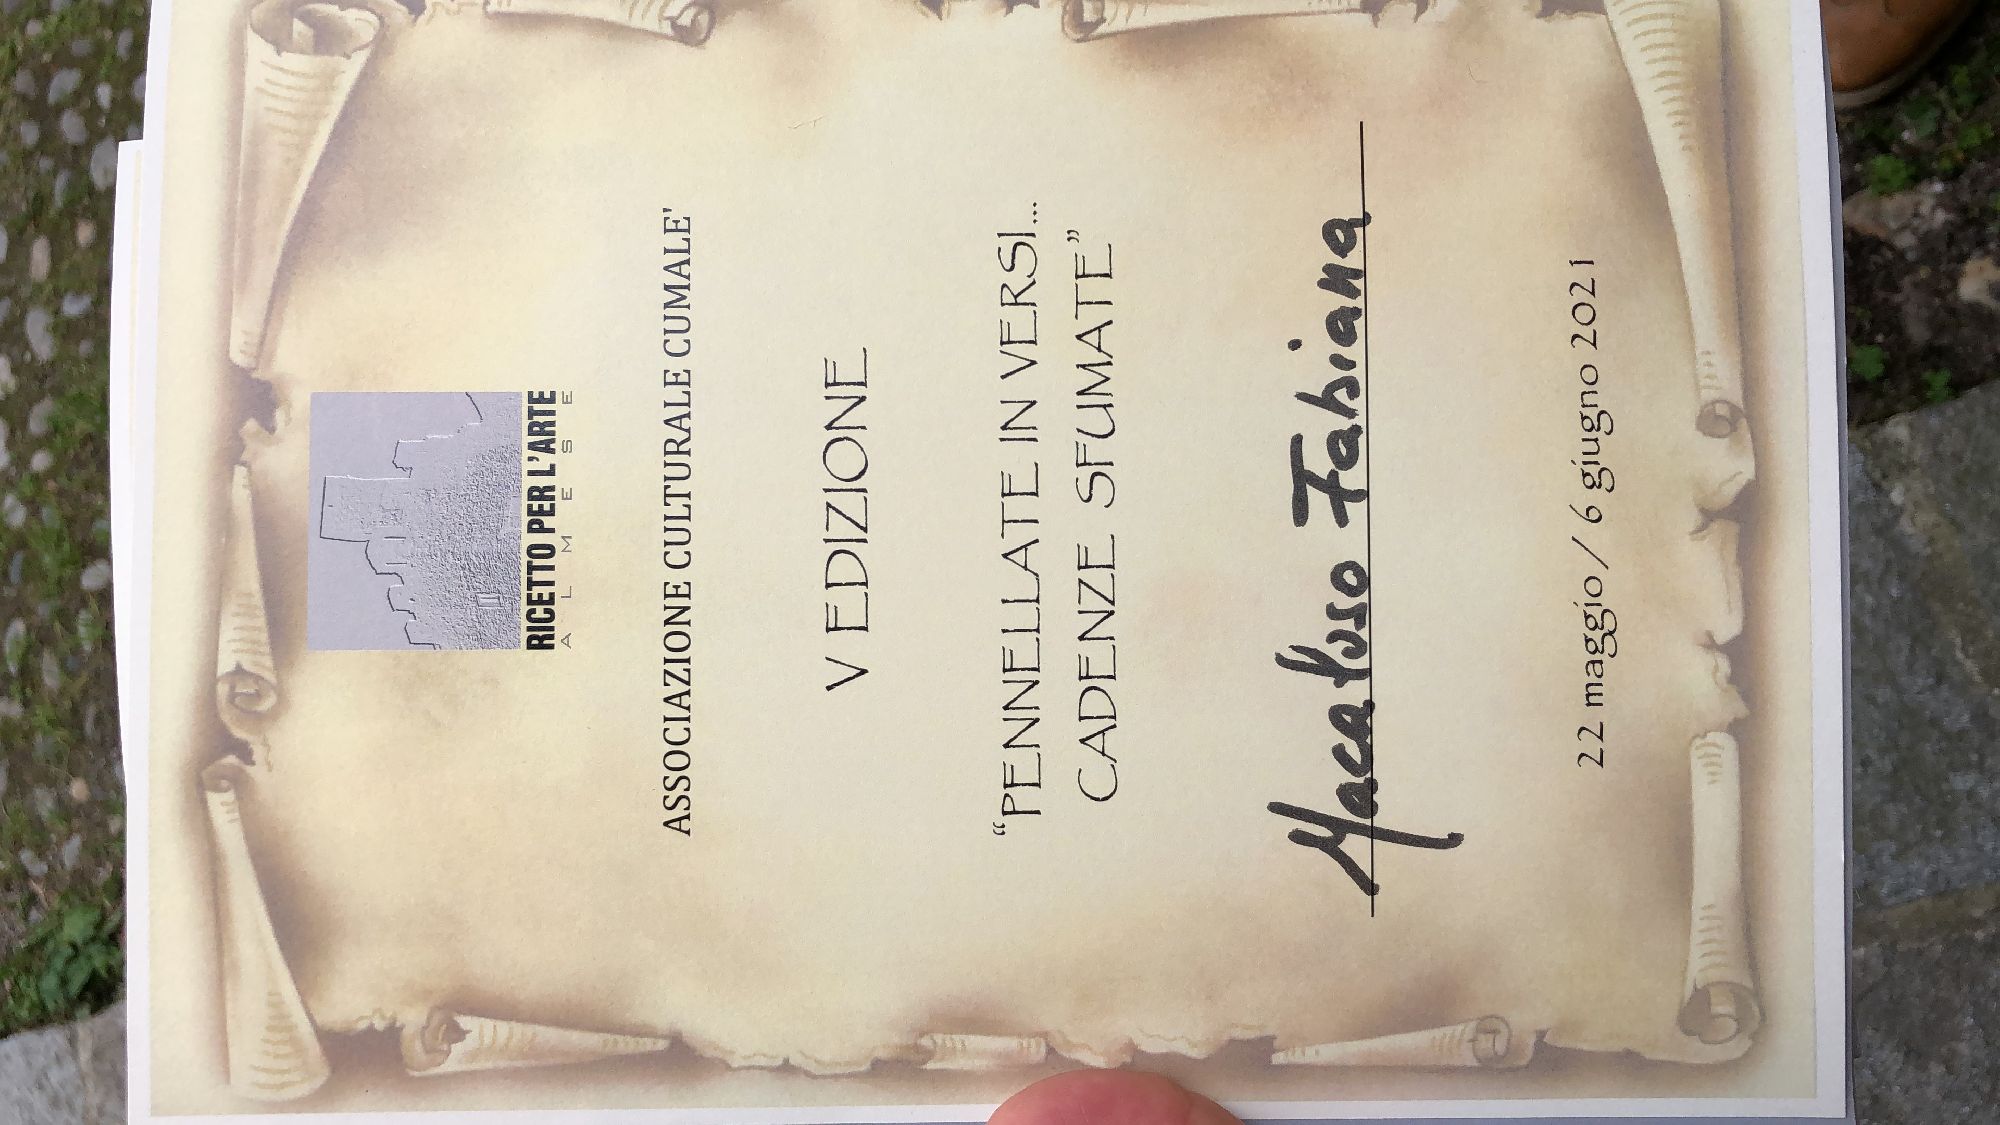 RICETTO PER L'ARTE
ALMESE
ASSOCIAZIONE CULTURALE CUMALE'
V EDIZIONE
“PENNELLATE IN VERSI...
CADENZE SFUMATE”
Macaluso Fabiana
22 maggio / 6 giugno 2021